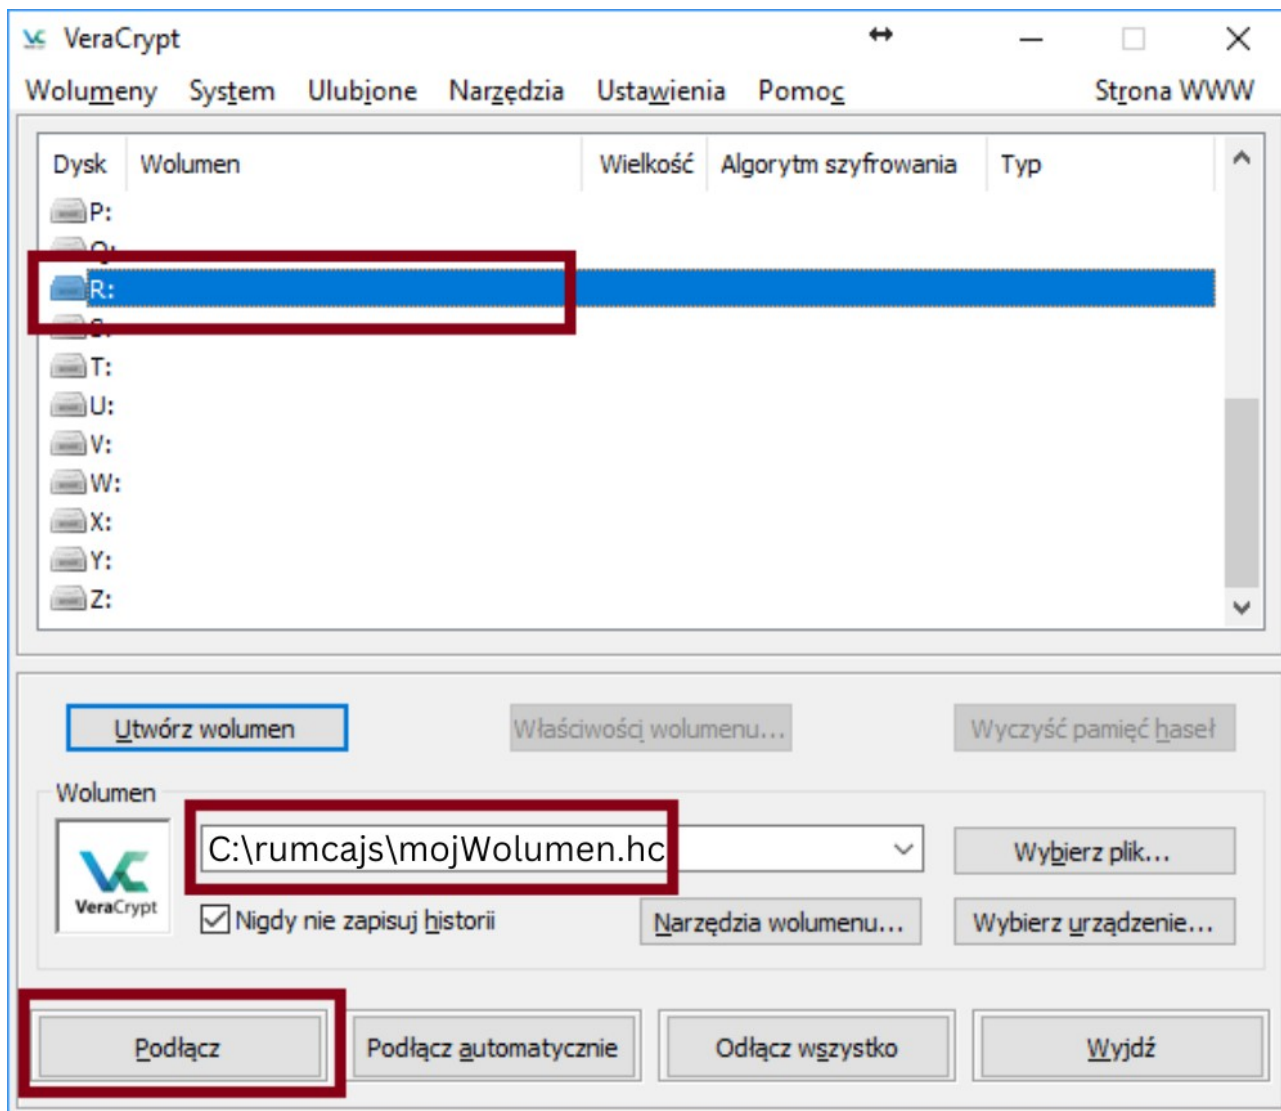 VeraCrypt
Wolumeny System Ulubione Narzędzia Ustawienia Pomoc Strona WWW
Dysk Wolumen Wielkość Algorytm szyfrowania Typ
P:
Q:
R:
S:
T:
U:
V:
W:
X:
Y:
Z:
Utwórz wolumen Właściwości wolumenu... Wyczyść pamięć haseł
Wolumen
C:\rumcajs\mojWolumen.hc Wybierz plik...
VeraCrypt
Nigdy nie zapisuj historii Narzędzia wolumenu... Wybierz urządzenie...
Podłącz Podłącz automatycznie Odłącz wszystko Wyjdź